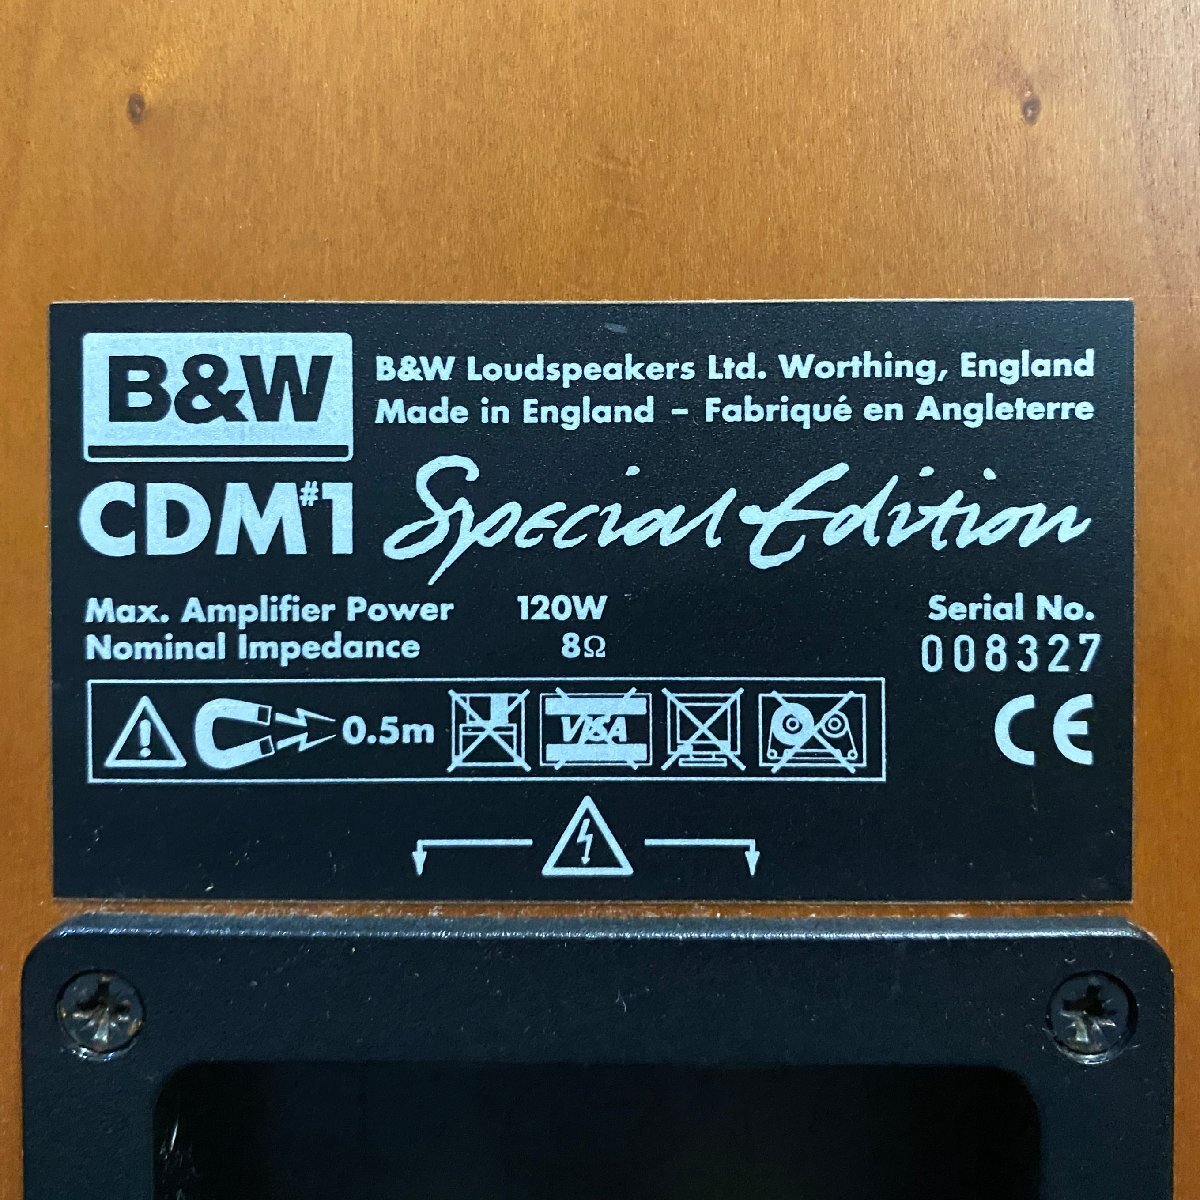 B&W
B&W Loudspeakers Ltd. Worthing, England
Made in England – Fabriqué en Angleterre
CDM#1 Special Edition
Max. Amplifier Power 120W
Nominal Impedance 8Ω
Serial No.
008327
0.5m
VISA
CE